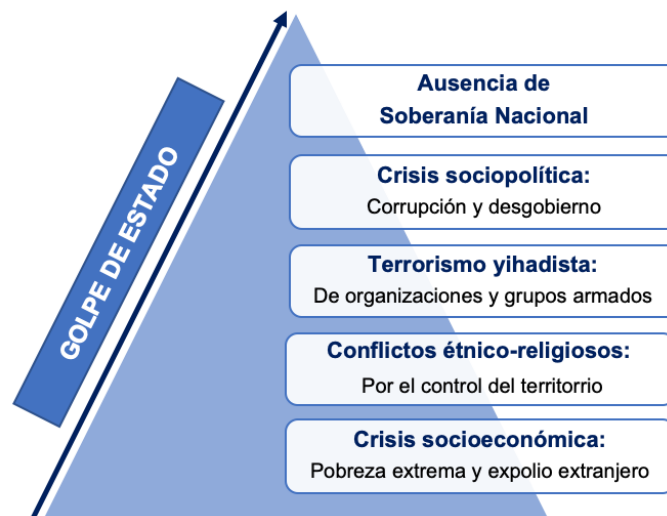 GOLPE DE ESTADO
Ausencia de
Soberanía Nacional
Crisis sociopolítica:
Corrupción y desgobierno
Terrorismo yihadista:
De organizaciones y grupos armados
Conflictos étnico-religiosos:
Por el control del territorrio
Crisis socioeconómica:
Pobreza extrema y expolio extranjero